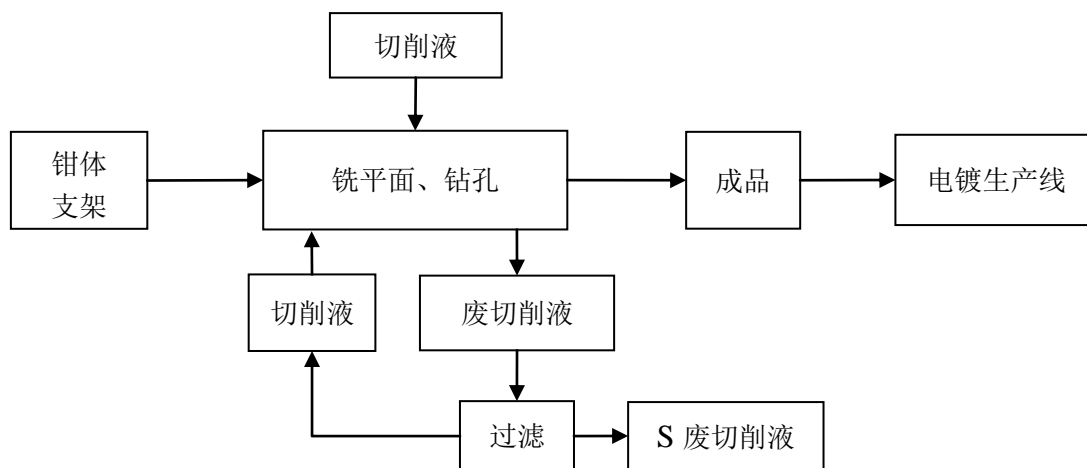 切削液
钳体
支架
铣平面、钻孔
成品
电镀生产线
切削液
废切削液
过滤
S 废切削液